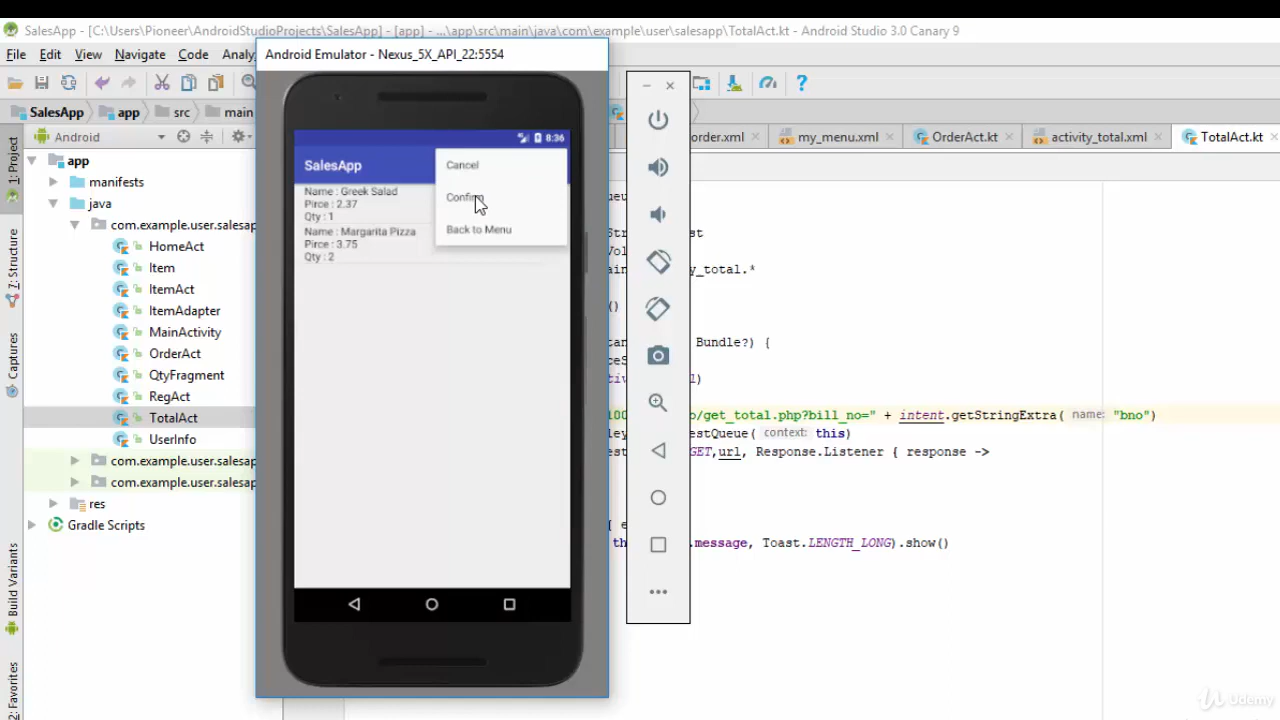 SalesApp - [C:\Users\Pioneer\AndroidStudioProjects\SalesApp] - [app] - ...\app\src\main\java\com\example\user\salesapp\TotalAct.kt - Android Studio 3.0 Canary 9
File Edit View Navigate Code Analy
Android Emulator - Nexus_5X_API_22:5554
SalesApp app src main
Android
order.xml my_menu.xml OrderAct.kt activity_total.xml TotalAct.kt
1: Project
7: Structure
Captures
Build Variants
2: Favorites
app
manifests
java
com.example.user.salesap
HomeAct
Item
ItemAct
ItemAdapter
MainActivity
OrderAct
QtyFragment
RegAct
TotalAct
UserInfo
com.example.user.salesap
com.example.user.salesap
res
Gradle Scripts
8:36
SalesApp
Cancel
Confirm
Back to Menu
Name : Greek Salad
Pirce : 2.37
Qty : 1
Name : Margarita Pizza
Pirce : 3.75
Qty : 2
y_total.*
Bundle?) {
/get_total.php?bill_no=" + intent.getStringExtra( name: "bno")
estQueue( context: this)
GET,url, Response.Listener { response ->
.message, Toast.LENGTH_LONG).show()
Udemy